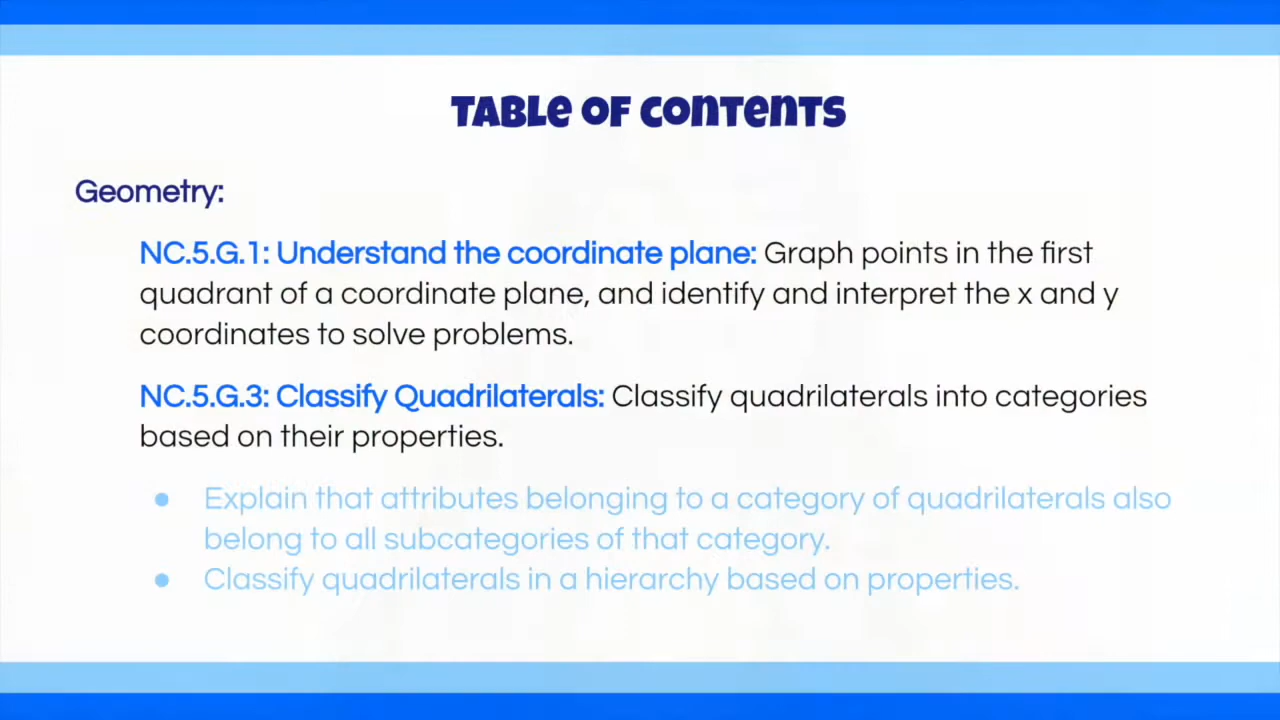 Table of Contents
Geometry:
NC.5.G.1: Understand the coordinate plane: Graph points in the first
quadrant of a coordinate plane, and identify and interpret the x and y
coordinates to solve problems.
NC.5.G.3: Classify Quadrilaterals: Classify quadrilaterals into categories
based on their properties.
● Explain that attributes belonging to a category of quadrilaterals also
belong to all subcategories of that category.
● Classify quadrilaterals in a hierarchy based on properties.